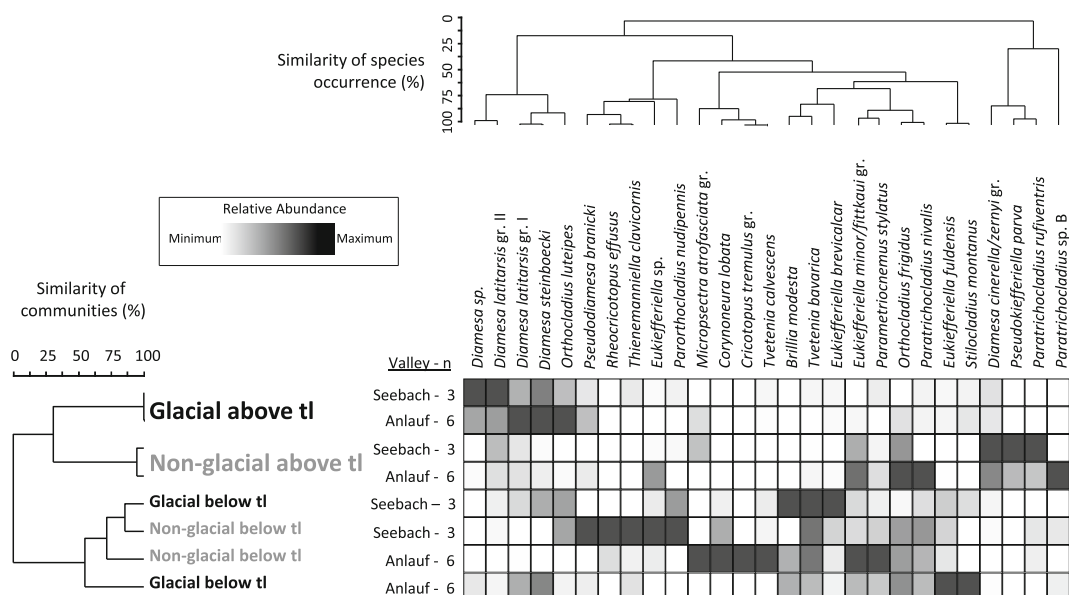 Similarity of species
occurrence (%)
0
25
50
75
100
Relative Abundance
Minimum
Maximum
Similarity of
communities (%)
0 25 50 75 100
Diamesa sp.
Diamesa latitarsis gr. II
Diamesa latitarsis gr. I
Diamesa steinboecki
Orthocladius luteipes
Pseudodiamesa branicki
Rheocricotopus effusus
Thienemanniella clavicornis
Eukiefferiella sp.
Parorthocladius nudipennis
Micropsectra atrofasciata gr.
Corynoneura lobata
Cricotopus tremulus gr.
Tvetenia calvescens
Brillia modesta
Tvetenia bavarica
Eukiefferiella brevicalcar
Eukiefferiella minor/fittkaui gr.
Parametriocnemus stylatus
Orthocladius frigidus
Paratrichocladius nivalis
Eukiefferiella fuldensis
Stilocladius montanus
Diamesa cinerella/zernyi gr.
Pseudokiefferiella parva
Paratrichocladius rufiventris
Paratrichocladius sp. B
Valley - n
Seebach - 3
Anlauf - 6
Seebach - 3
Anlauf - 6
Seebach – 3
Seebach - 3
Anlauf - 6
Anlauf - 6
Glacial above tl
Non-glacial above tl
Glacial below tl
Non-glacial below tl
Non-glacial below tl
Glacial below tl